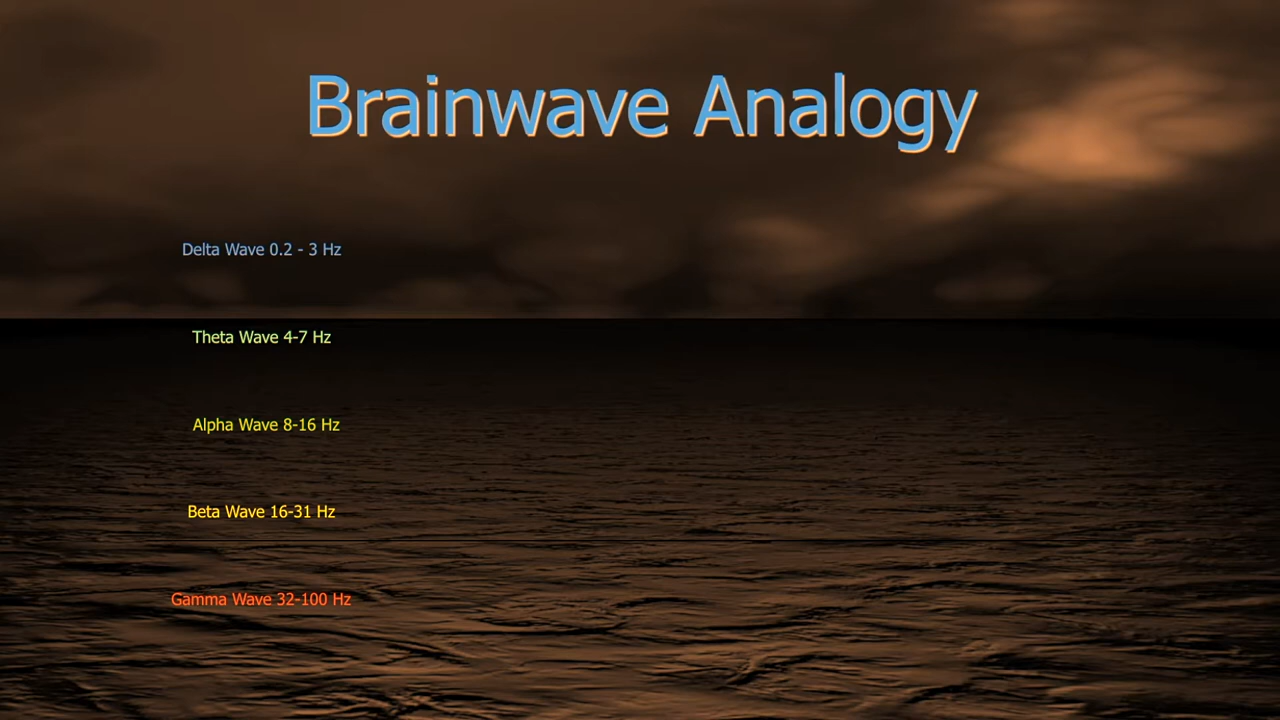 Brainwave Analogy
Delta Wave 0.2 - 3 Hz
Theta Wave 4-7 Hz
Alpha Wave 8-16 Hz
Beta Wave 16-31 Hz
Gamma Wave 32-100 Hz